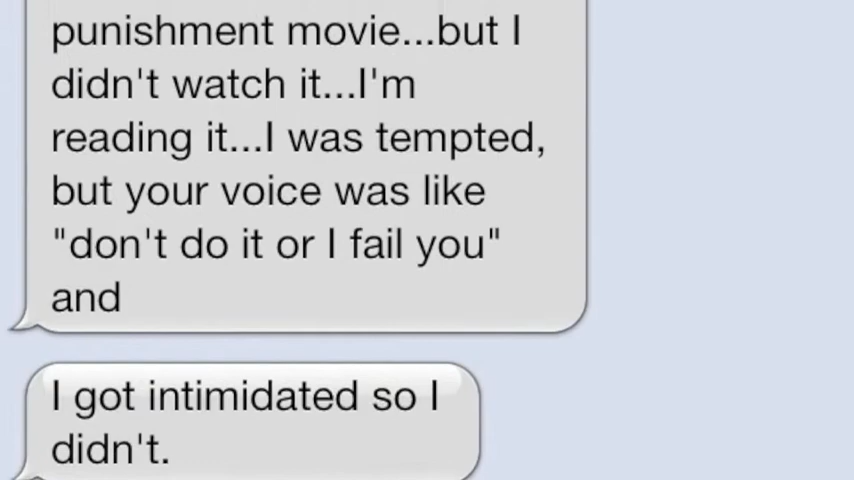 punishment movie...but I
didn't watch it...I'm
reading it...I was tempted,
but your voice was like
"don't do it or I fail you"
and
I got intimidated so I
didn't.